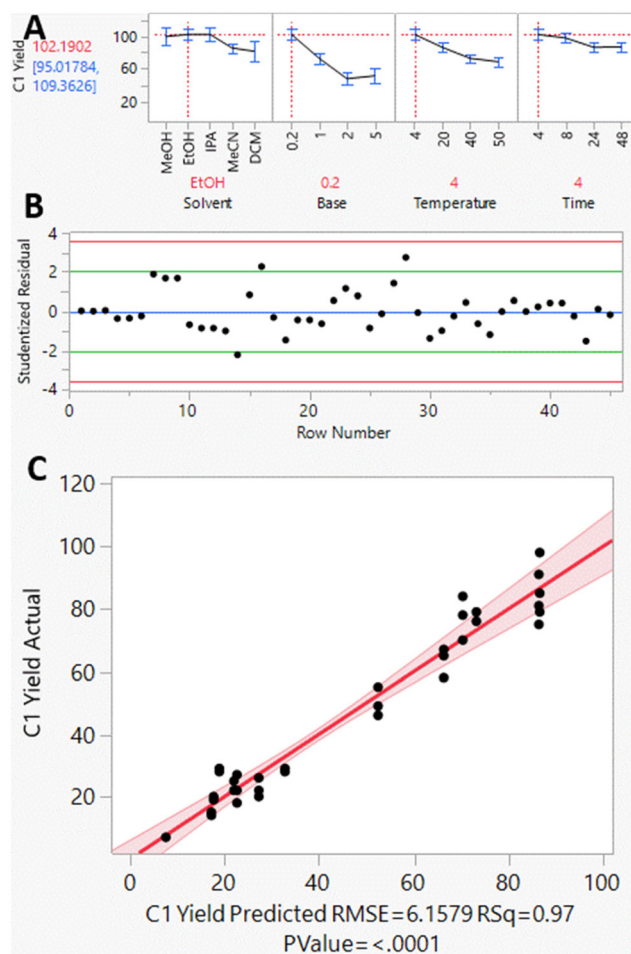 A
C1 Yield
102.1902
[95.01784,
109.3626]
100
60
20
MeOH
EtOH
IPA
MeCN
DCM
0.2
1
2
5
4
20
40
50
4
8
24
48
EtOH
0.2
4
4
Solvent
Base
Temperature
Time
B
Studentized Residual
4
2
0
-2
-4
0
10
20
30
40
Row Number
C
C1 Yield Actual
120
100
80
60
40
20
0
20
40
60
80
100
C1 Yield Predicted RMSE=6.1579 RSq=0.97
PValue=<.0001